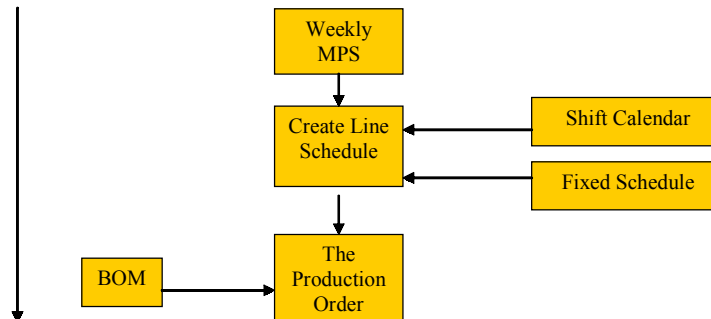 Weekly
MPS
Create Line
Schedule
Shift Calendar
Fixed Schedule
BOM
The
Production
Order